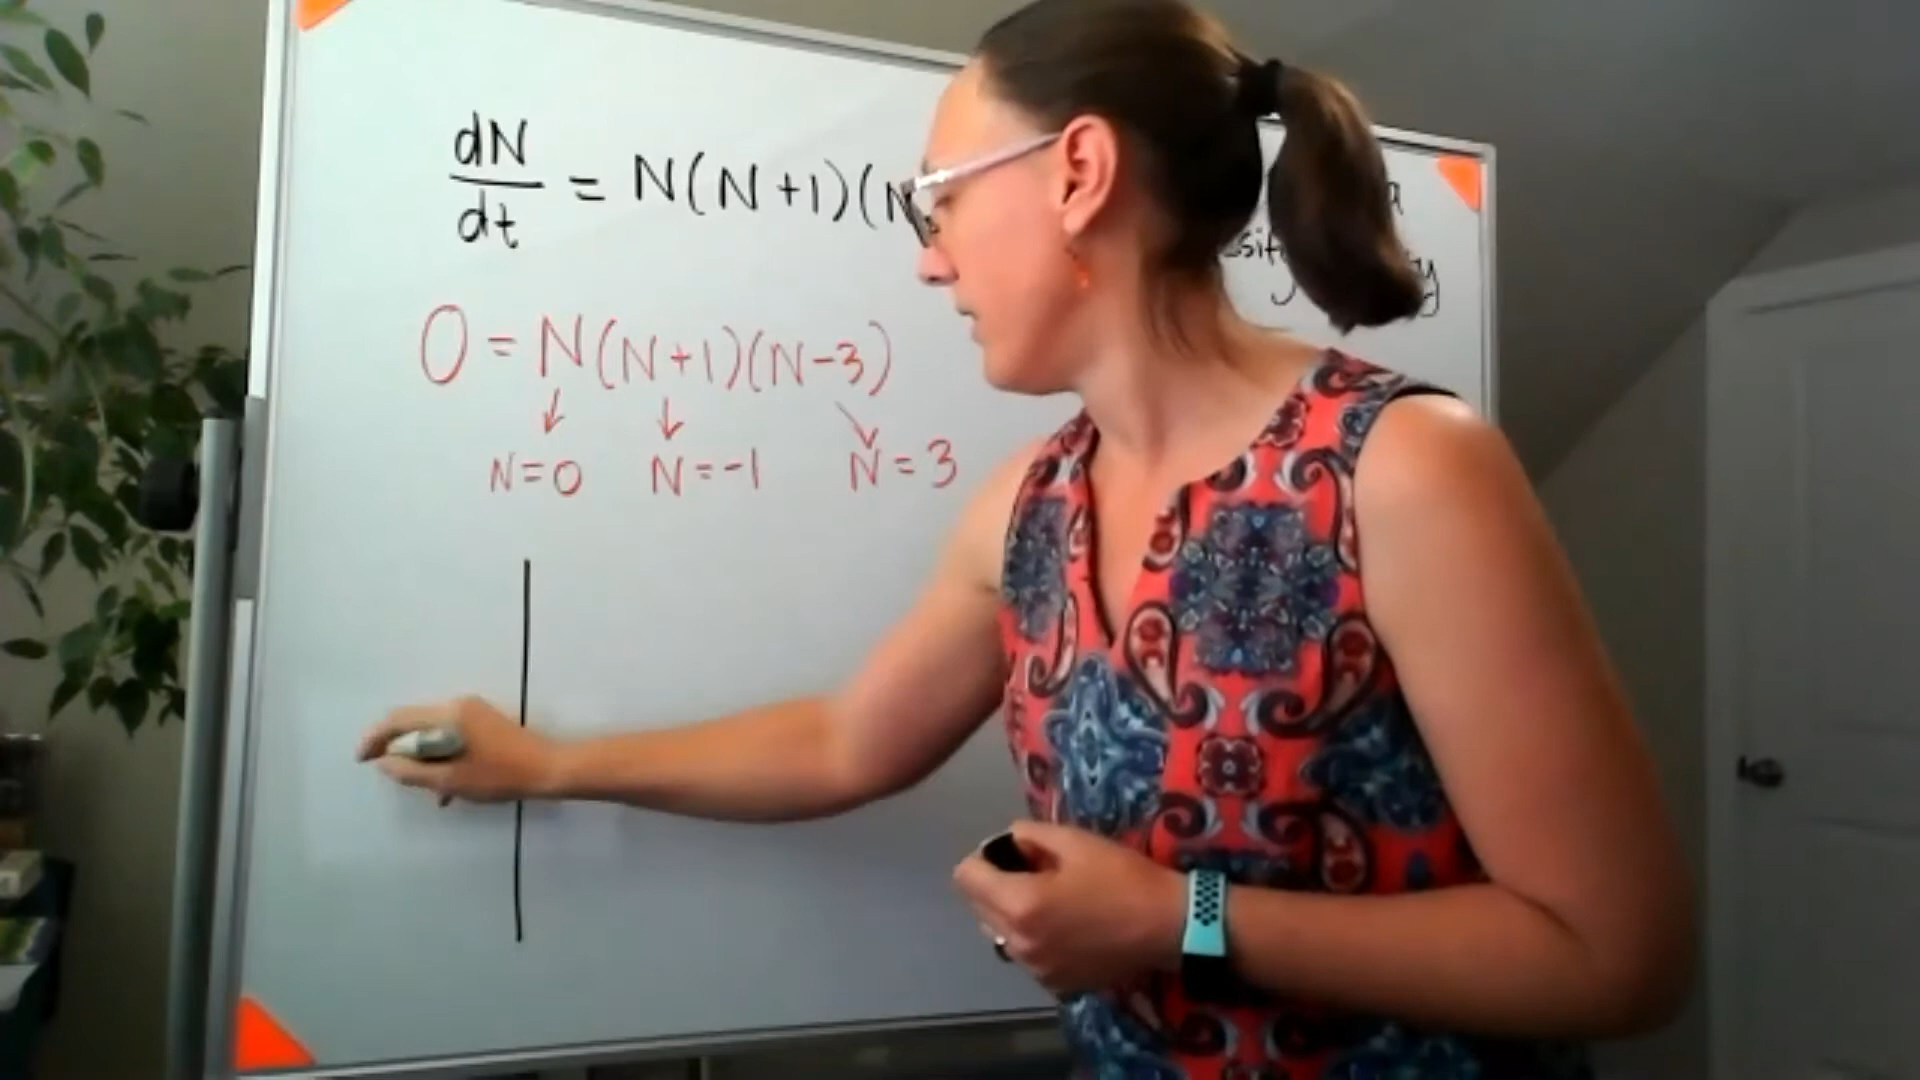 dN/dt = N(N+1)(N
0 = N(N+1)(N-3)
N=0 N=-1 N=3